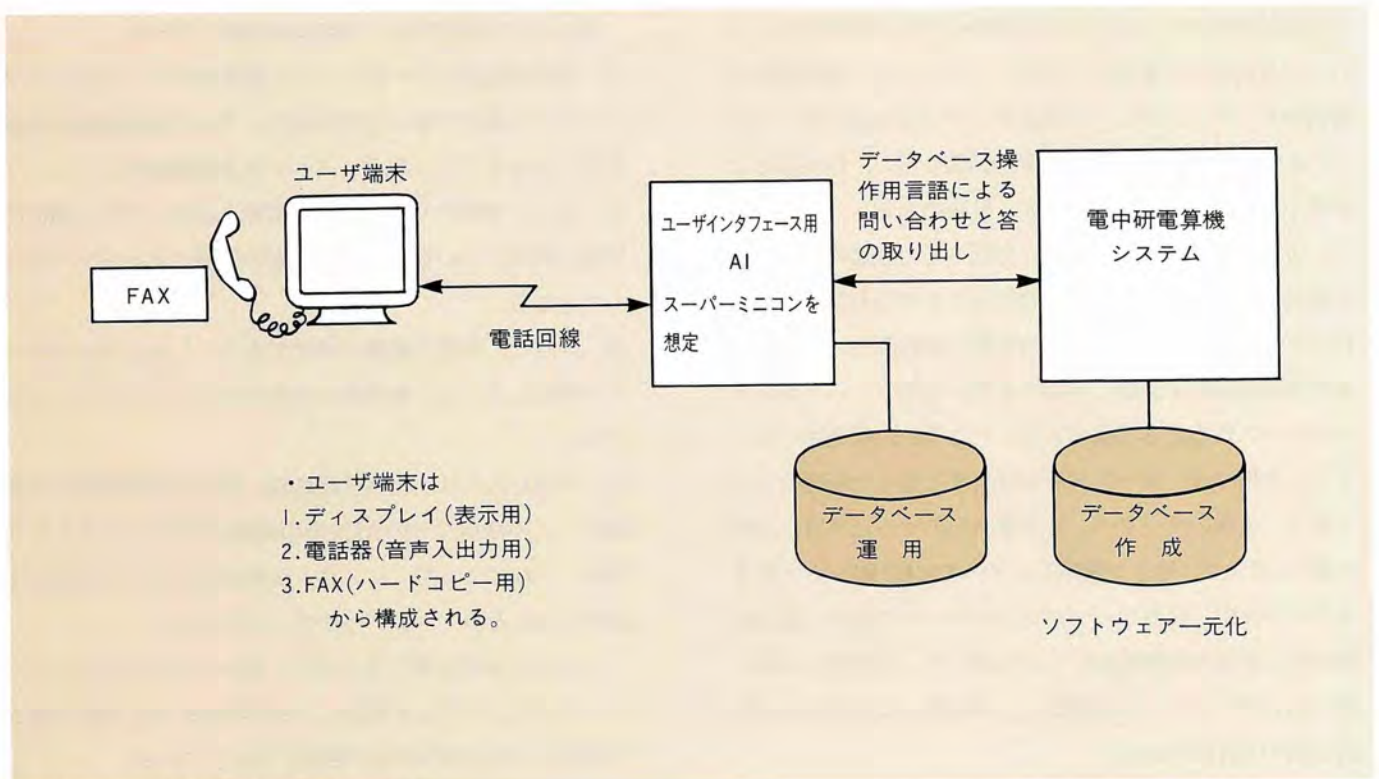 ユーザ端末
FAX
電話回線
ユーザインタフェース用
AI
スーパーミニコンを
想定
データベース操
作用言語による
問い合わせと答
の取り出し
電中研電算機
システム
データベース
運 用
データベース
作 成
ソフトウェア一元化
・ユーザ端末は
1.ディスプレイ(表示用)
2.電話器(音声入出力用)
3.FAX(ハードコピー用)
から構成される。